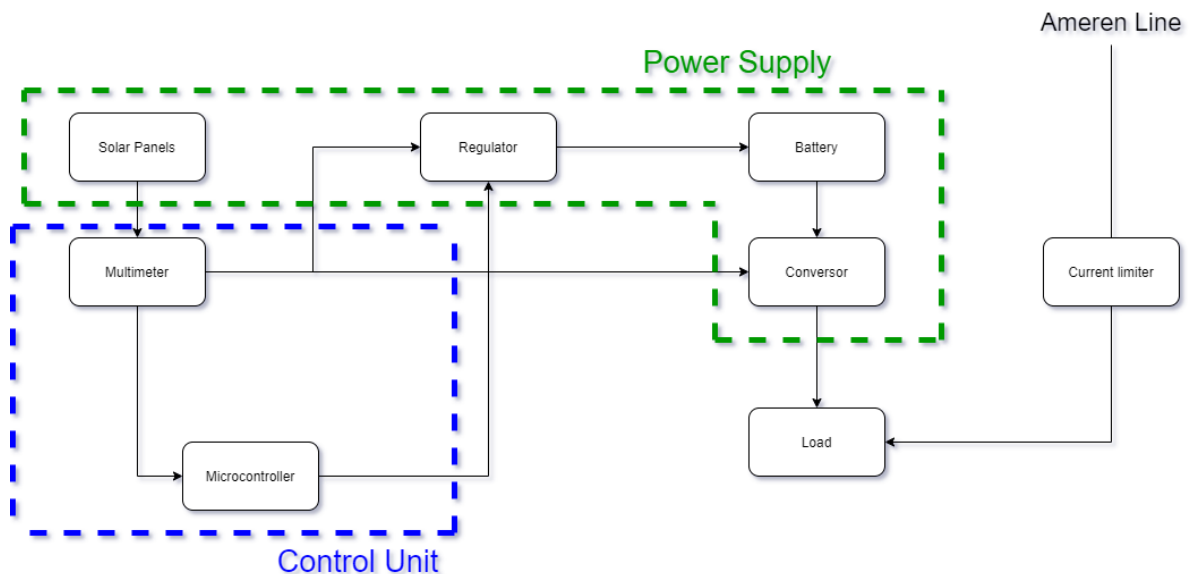 Ameren Line
Power Supply
Solar Panels
Regulator
Battery
Multimeter
Conversor
Current limiter
Load
Microcontroller
Control Unit